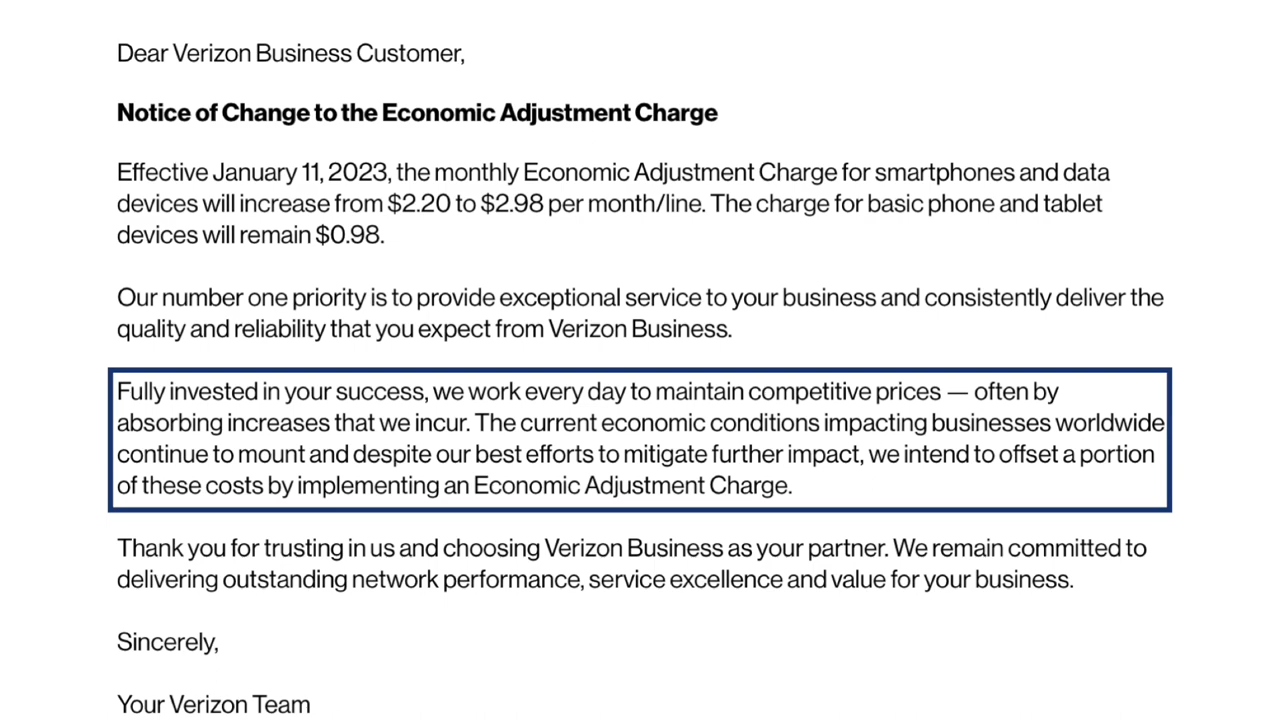 Dear Verizon Business Customer,
Notice of Change to the Economic Adjustment Charge
Effective January 11, 2023, the monthly Economic Adjustment Charge for smartphones and data
devices will increase from $2.20 to $2.98 per month/line. The charge for basic phone and tablet
devices will remain $0.98.
Our number one priority is to provide exceptional service to your business and consistently deliver the
quality and reliability that you expect from Verizon Business.
Fully invested in your success, we work every day to maintain competitive prices — often by
absorbing increases that we incur. The current economic conditions impacting businesses worldwide
continue to mount and despite our best efforts to mitigate further impact, we intend to offset a portion
of these costs by implementing an Economic Adjustment Charge.
Thank you for trusting in us and choosing Verizon Business as your partner. We remain committed to
delivering outstanding network performance, service excellence and value for your business.
Sincerely,
Your Verizon Team